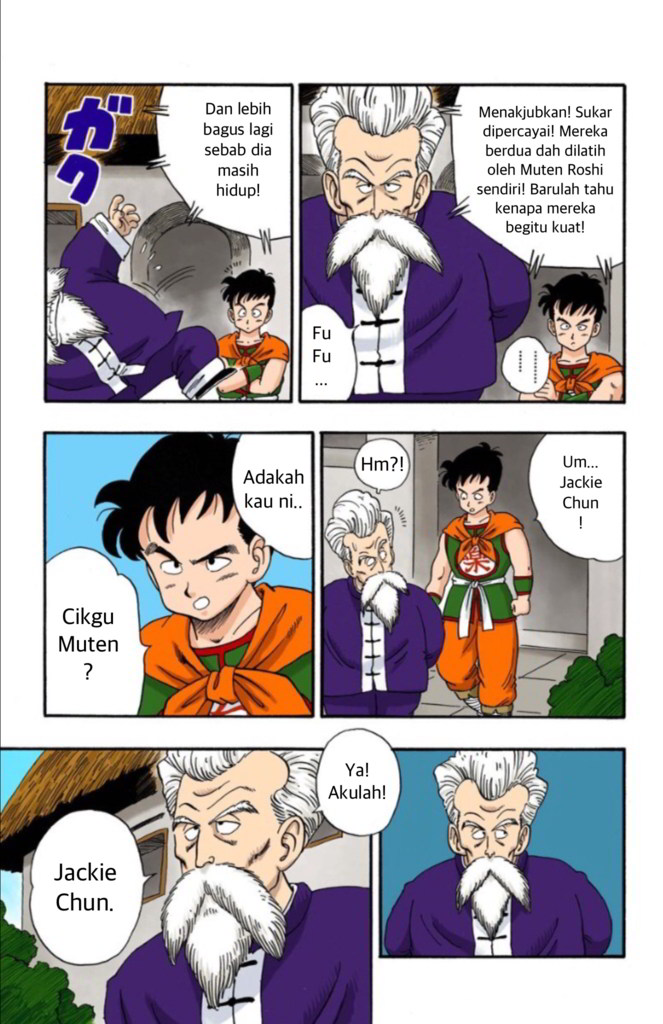 Menakjubkan! Sukar
dipercayai! Mereka
berdua dah dilatih
oleh Muten Roshi
sendiri! Barulah tahu
kenapa mereka
begitu kuat!
Fu
Fu
...
Dan lebih
bagus lagi
sebab dia
masih
hidup!
ガク
Um...
Jackie
Chun
!
Hm?!
樂
Adakah
kau ni..
Cikgu
Muten
?
Ya!
Akulah!
Jackie
Chun.